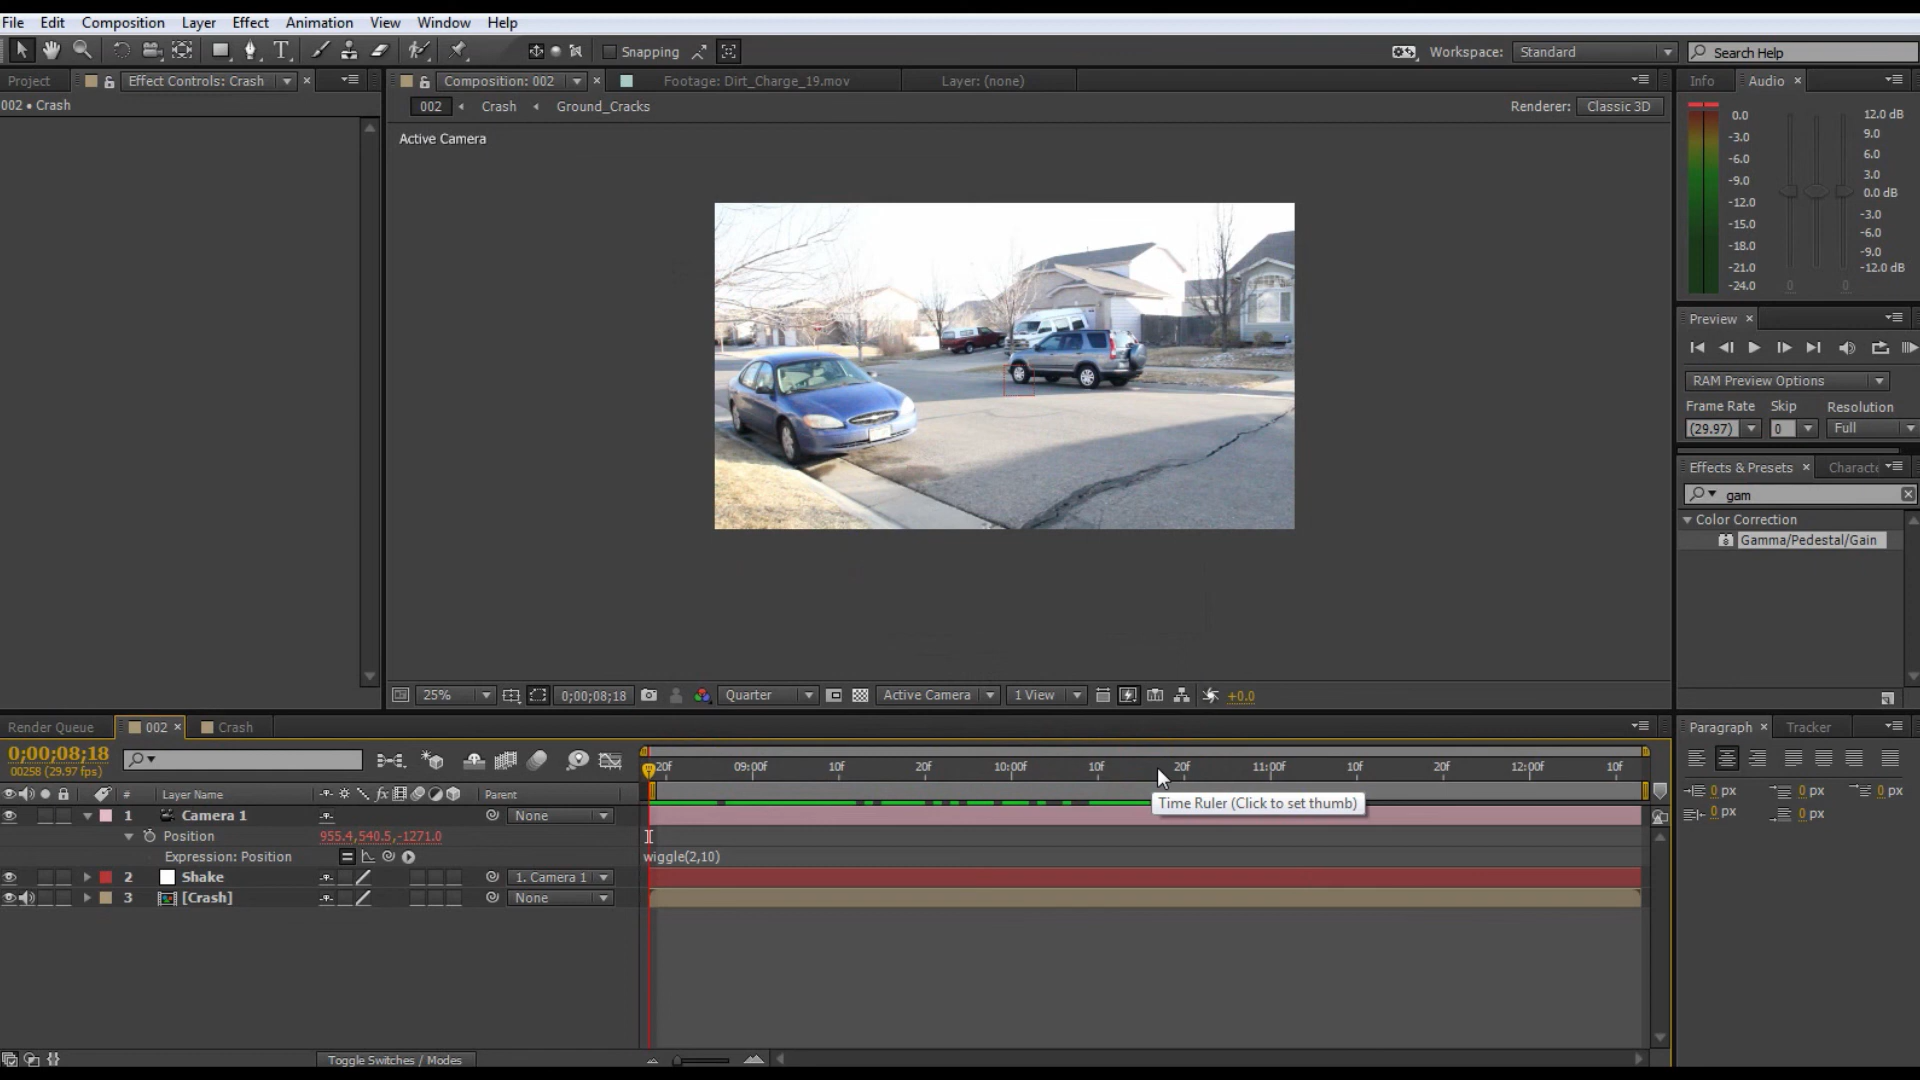 File Edit Composition Layer Effect Animation View Window Help
Snapping
Workspace: Standard
Search Help
Project
Effect Controls: Crash
Composition: 002
Footage: Dirt_Charge_19.mov
Layer: (none)
Info
Audio
002 • Crash
002 Crash Ground_Cracks
Renderer: Classic 3D
Active Camera
0.0
-3.0
-6.0
-9.0
-12.0
-15.0
-18.0
-21.0
-24.0
12.0 dB
9.0
6.0
3.0
0.0 dB
-3.0
-6.0
-9.0
-12.0 dB
0 0
Preview
RAM Preview Options
Frame Rate Skip Resolution
(29.97) 0 Full
Effects & Presets
Characte
gam
Color Correction
Gamma/Pedestal/Gain
25% 0;00;08;18 Quarter Active Camera 1 View +0.0
Render Queue
002
Crash
Paragraph
Tracker
0;00;08;18
00258 (29.97 fps)
20f 09:00f 10f 20f 10:00f 10f 20f 11:00f 10f 20f 12:00f 10f
# Layer Name Parent
Time Ruler (Click to set thumb)
0 px 0 px 0 px
0 px 0 px
1 Camera 1 None
Position 955.4,540.5,-1271.0
Expression: Position
wiggle(2,10)
2 Shake 1. Camera 1
3 [Crash] None
Toggle Switches / Modes